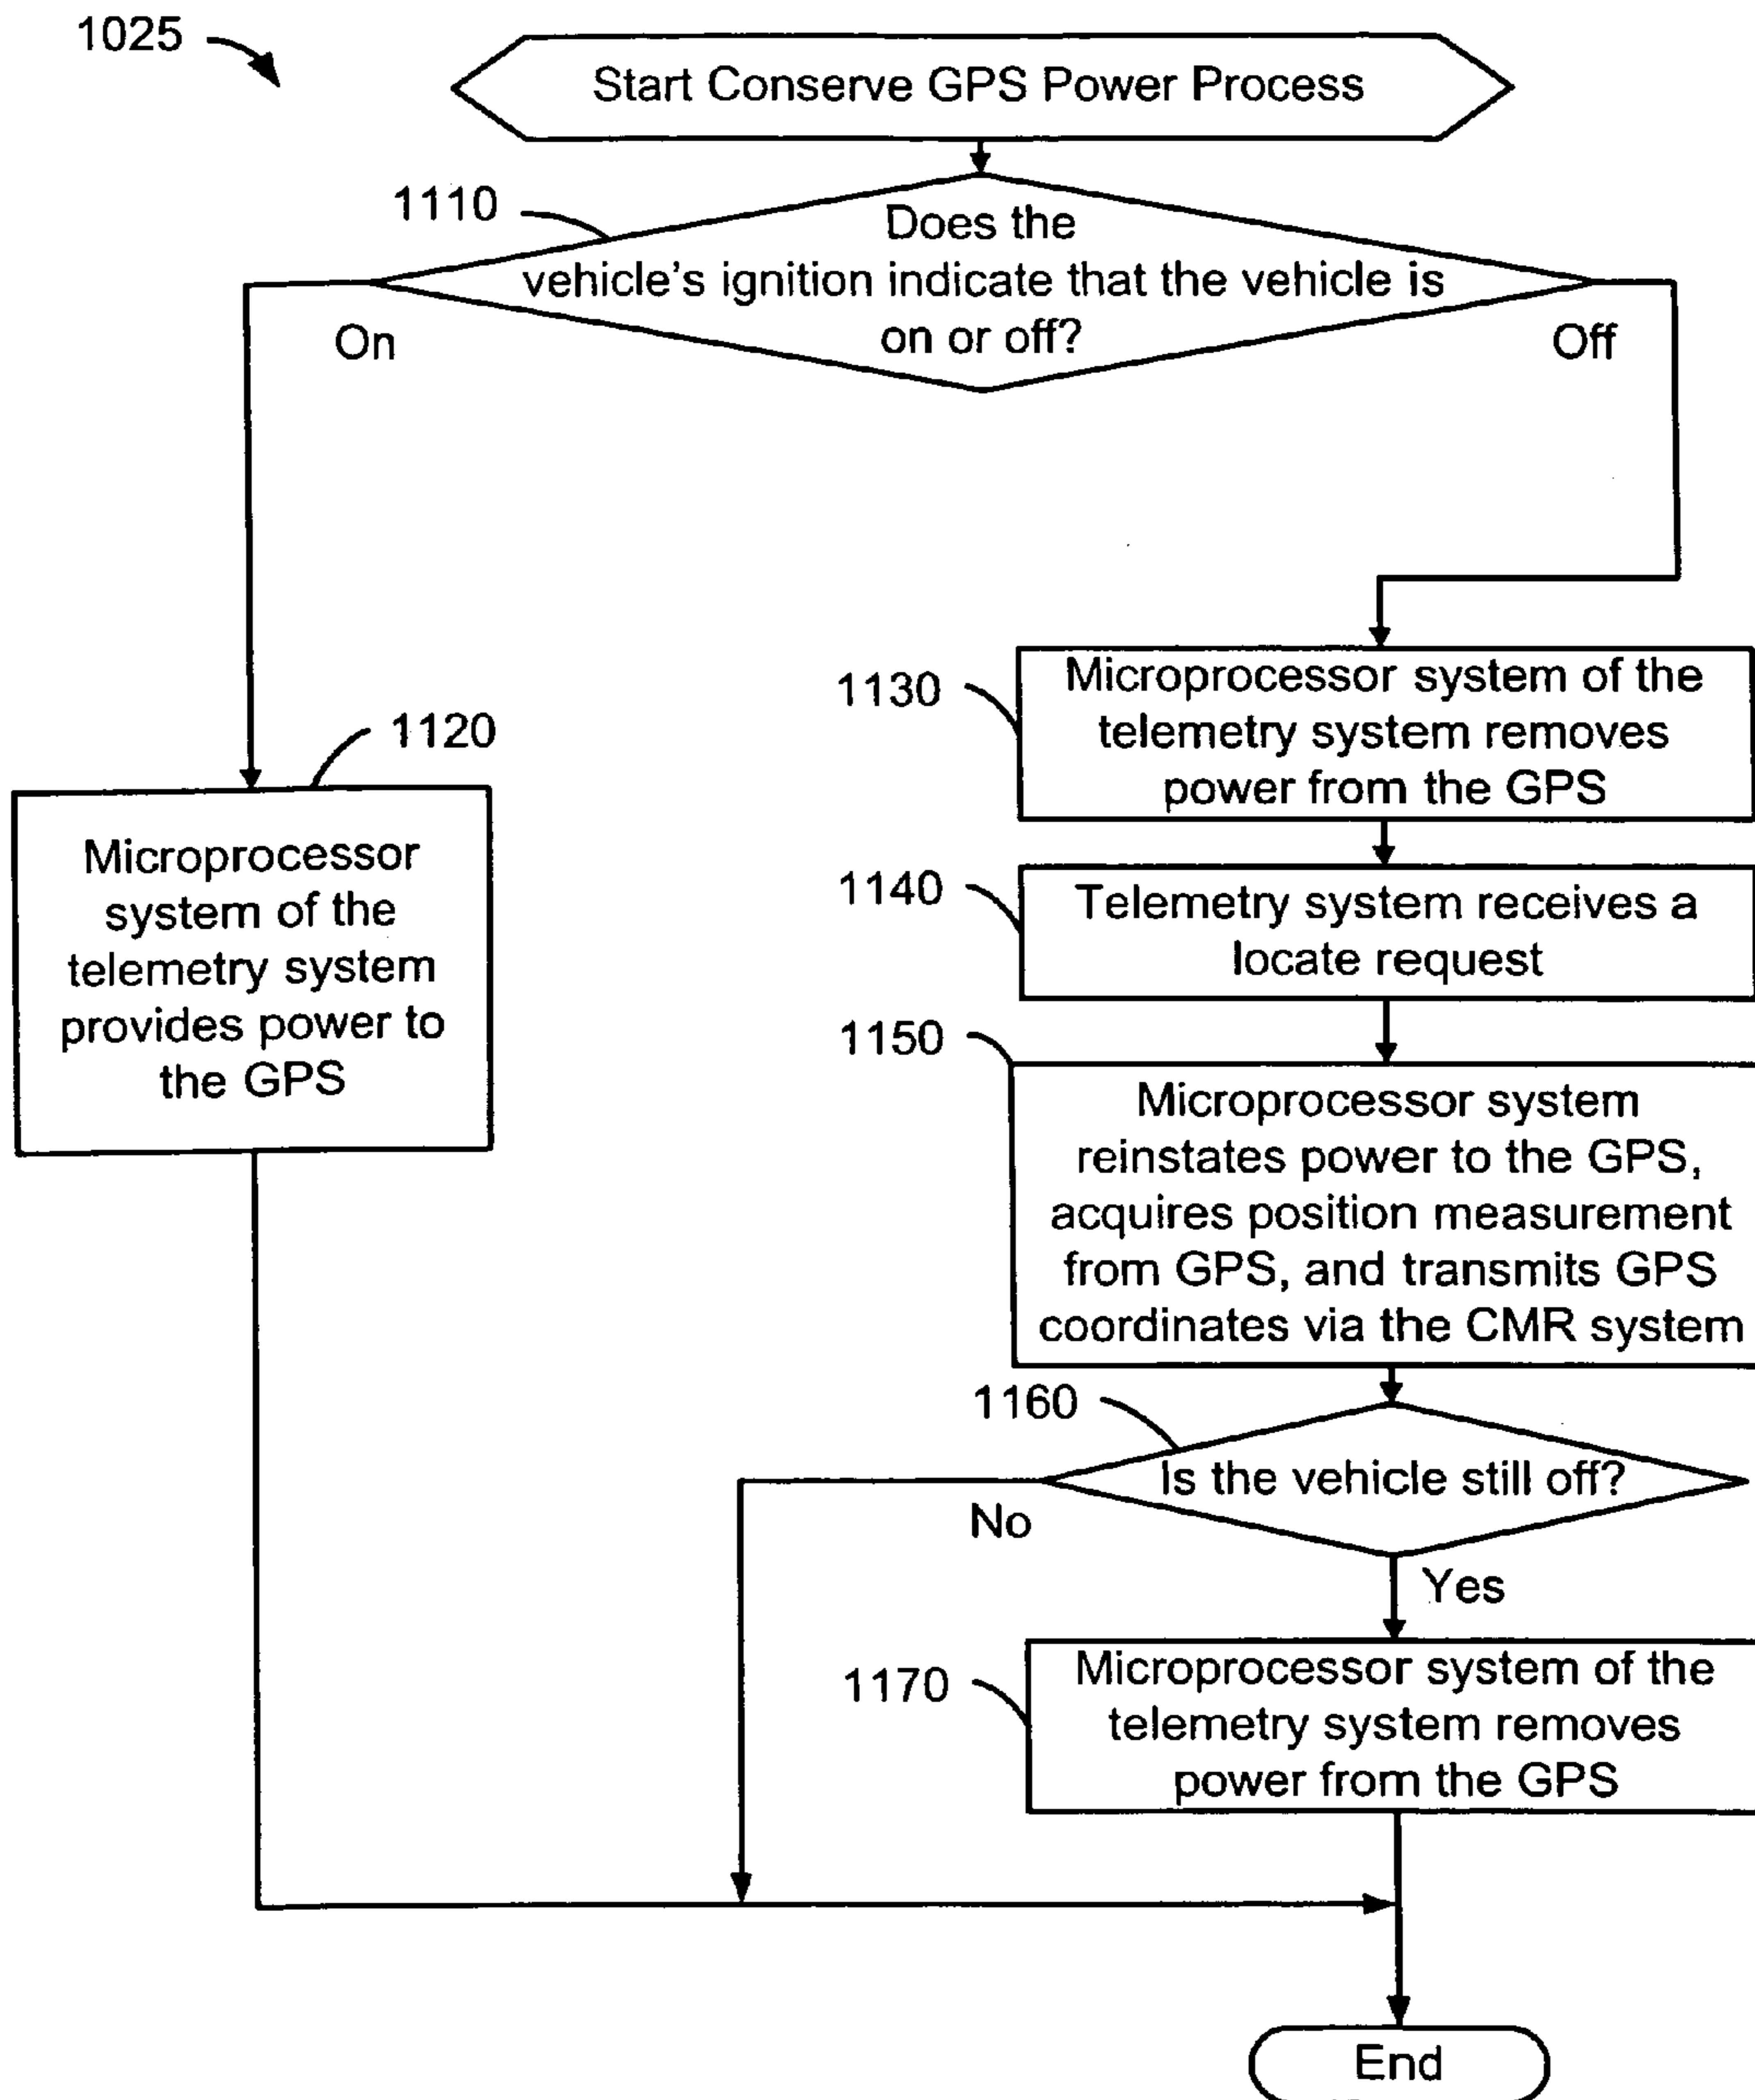 1025
Start Conserve GPS Power Process
1110
Does the
vehicle's ignition indicate that the vehicle is
on or off?
On
Off
1120
Microprocessor
system of the
telemetry system
provides power to
the GPS
1130
Microprocessor system of the
telemetry system removes
power from the GPS
1140
Telemetry system receives a
locate request
1150
Microprocessor system
reinstates power to the GPS,
acquires position measurement
from GPS, and transmits GPS
coordinates via the CMR system
1160
Is the vehicle still off?
No
Yes
1170
Microprocessor system of the
telemetry system removes
power from the GPS
End